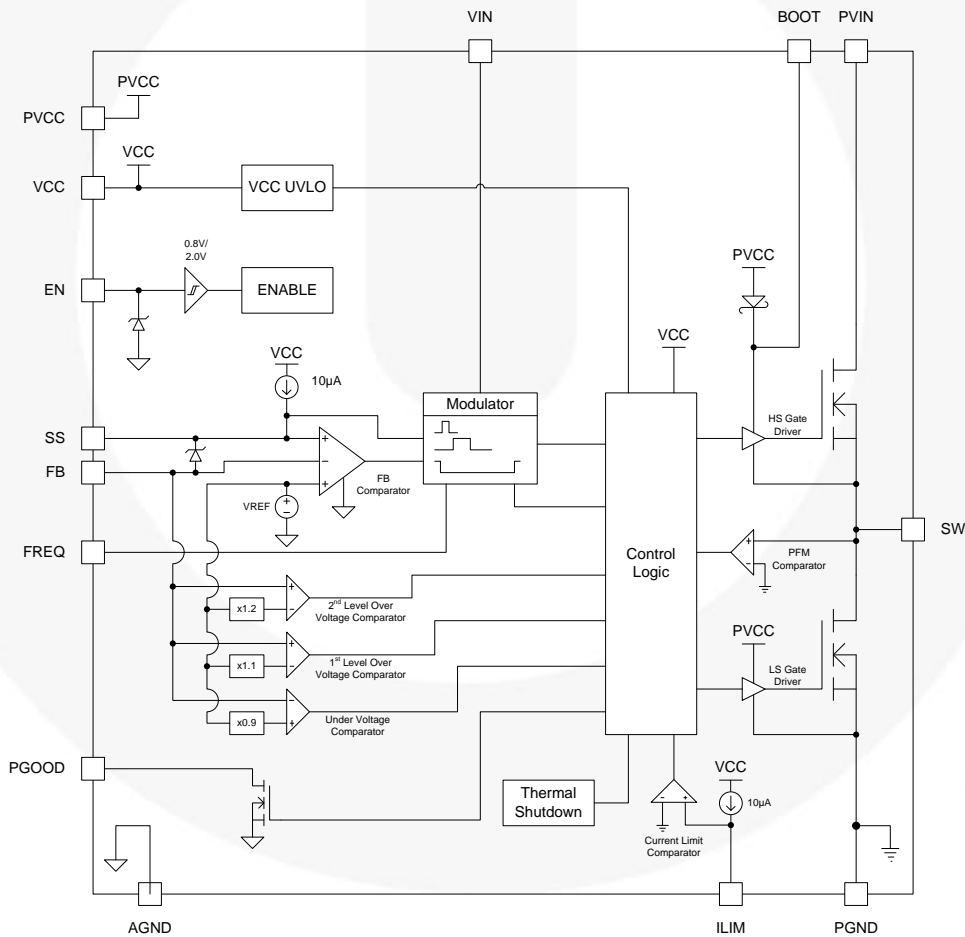 VIN
BOOT
PVIN
PVCC
PVCC
VCC
VCC
VCC UVLO
0.8V/
2.0V
EN
ENABLE
PVCC
VCC
VCC
10µA
Modulator
SS
FB
+
−
+
FB
Comparator
VREF
+
−
HS Gate
Driver
FREQ
SW
Control
Logic
+
−
PFM
Comparator
+
−
x1.2
2nd Level Over
Voltage Comparator
+
−
x1.1
1st Level Over
Voltage Comparator
PVCC
LS Gate
Driver
−
+
x0.9
Under Voltage
Comparator
PGOOD
Thermal
Shutdown
VCC
10µA
−
+
Current Limit
Comparator
AGND
ILIM
PGND